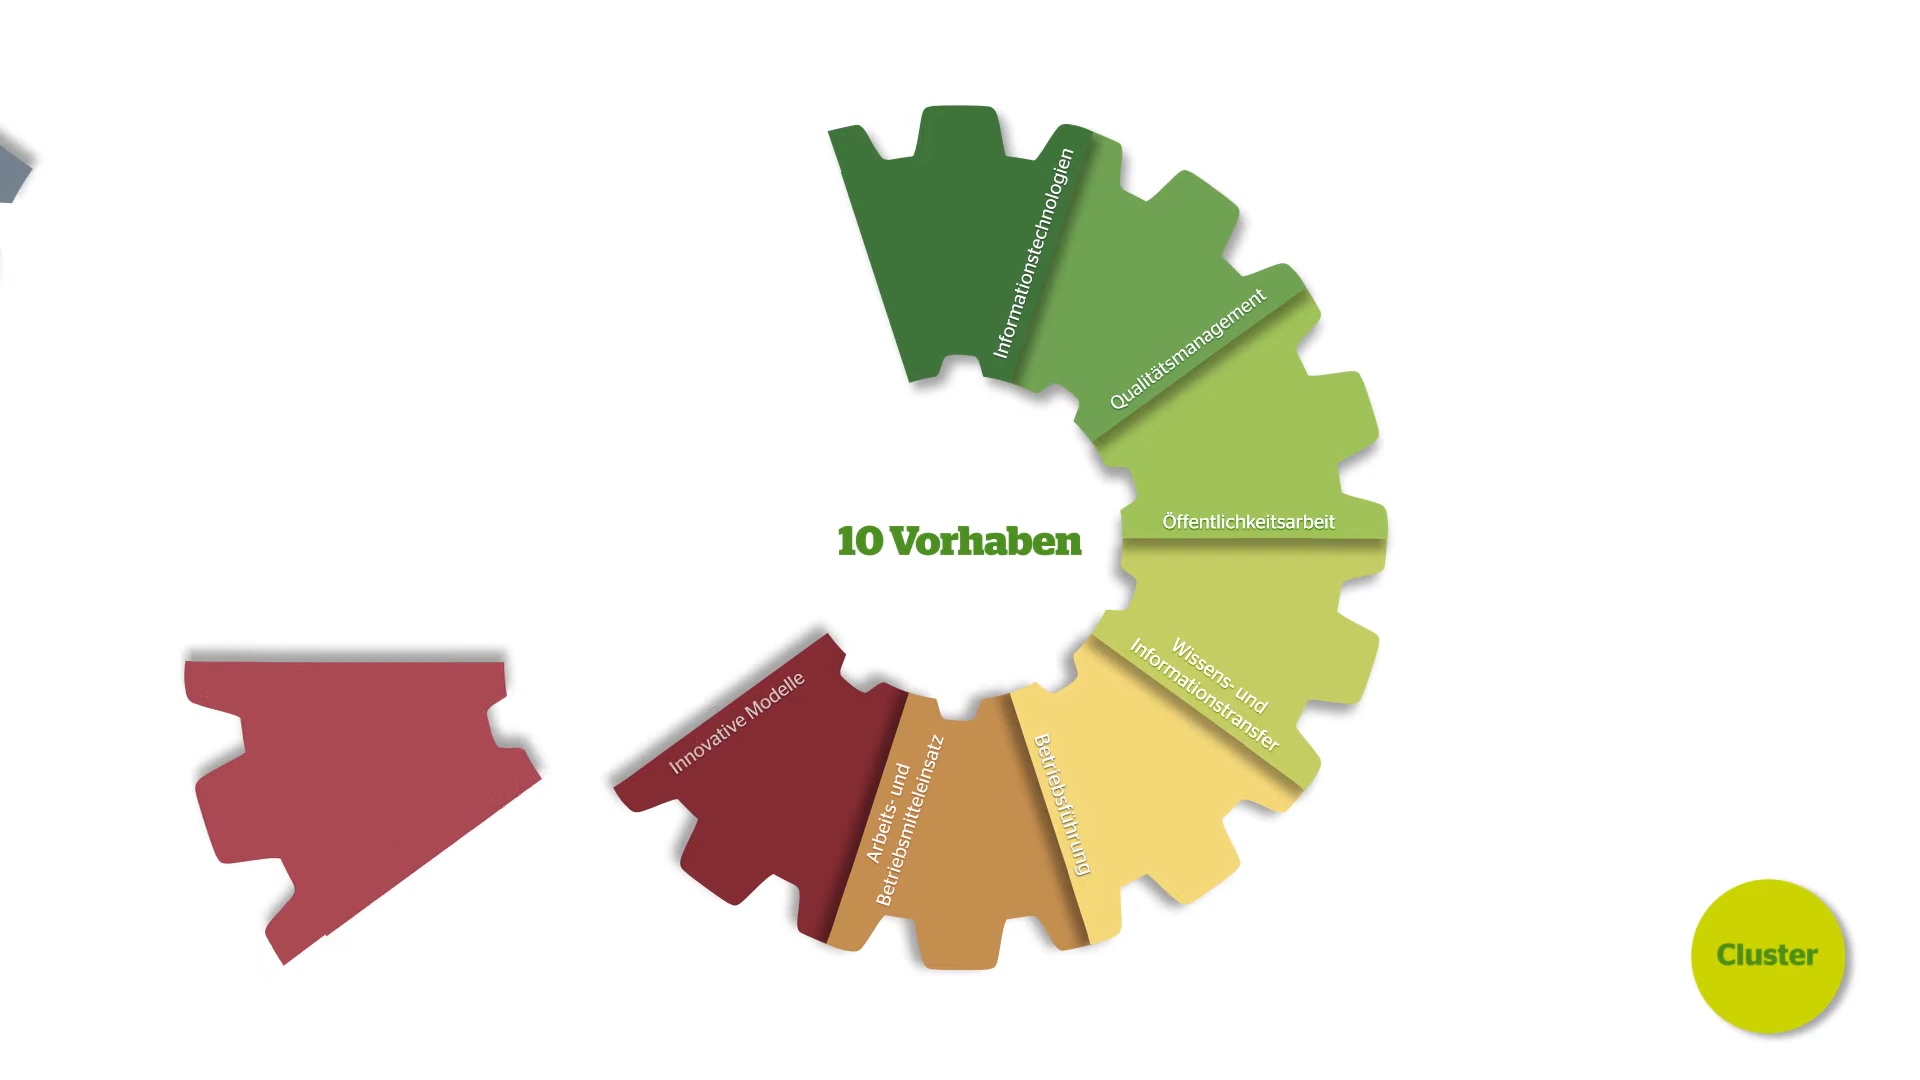 Informationstechnologien
Qualitätsmanagement
Öffentlichkeitsarbeit
10 Vorhaben
Wissens- und
Informationstransfer
Betriebsführung
Arbeits- und
Betriebsmitteleinsatz
Innovative Modelle
Cluster